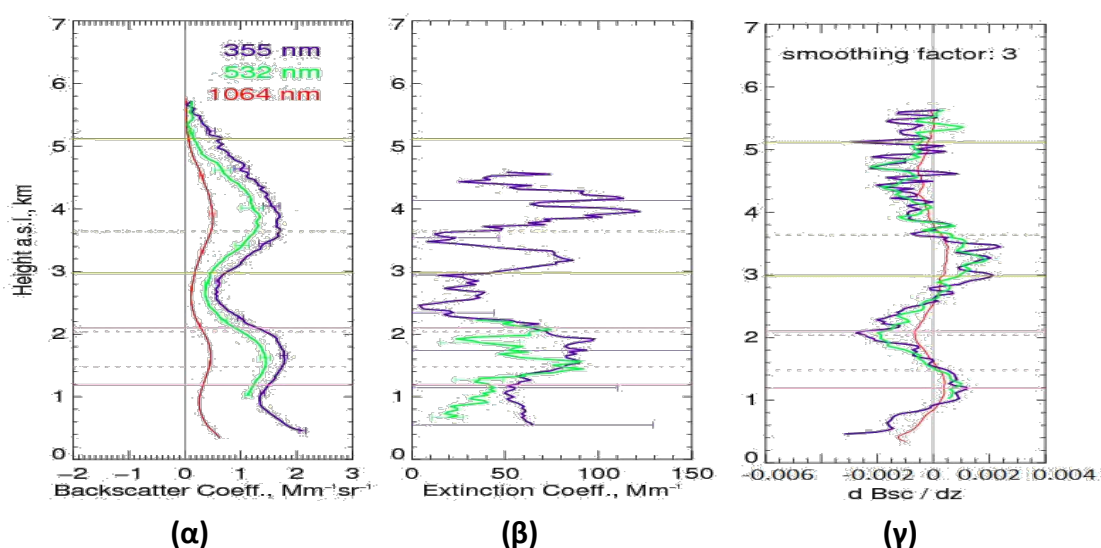 355 nm
532 nm
1064 nm
Height a.s.l., km
7
6
5
4
3
2
1
0
−2 −1 0 1 2 3
Backscatter Coeff., Mm⁻¹sr⁻¹
(α)
7
6
5
4
3
2
1
0
0 50 100 150
Extinction Coeff., Mm⁻¹
(β)
smoothing factor: 3
7
6
5
4
3
2
1
0
-0.006 -0.002 0 0.002 0.004
d Bsc / dz
(γ)